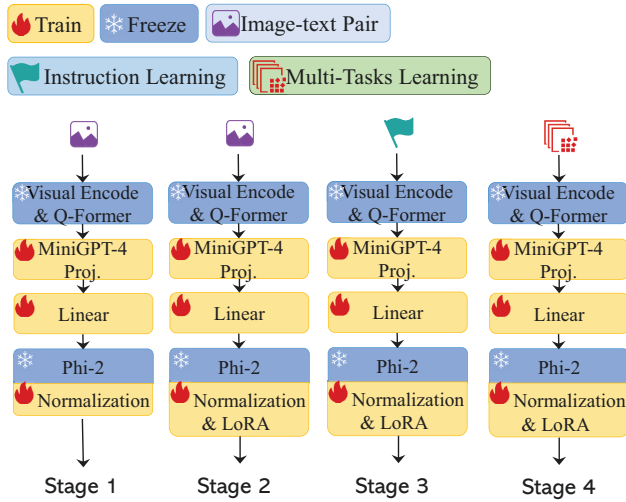 Train
Freeze
Image-text Pair
Instruction Learning
Multi-Tasks Learning
Visual Encode
& Q-Former
MiniGPT-4
Proj.
Linear
Phi-2
Normalization
Stage 1
Visual Encode
& Q-Former
MiniGPT-4
Proj.
Linear
Phi-2
Normalization
& LoRA
Stage 2
Visual Encode
& Q-Former
MiniGPT-4
Proj.
Linear
Phi-2
Normalization
& LoRA
Stage 3
Visual Encode
& Q-Former
MiniGPT-4
Proj.
Linear
Phi-2
Normalization
& LoRA
Stage 4